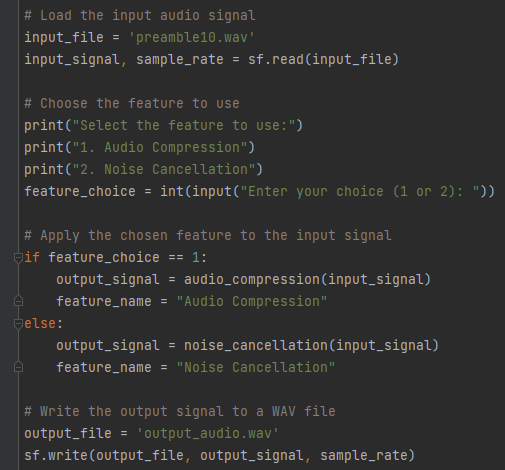 # Load the input audio signal
input_file = 'preamble10.wav'
input_signal, sample_rate = sf.read(input_file)

# Choose the feature to use
print("Select the feature to use:")
print("1. Audio Compression")
print("2. Noise Cancellation")
feature_choice = int(input("Enter your choice (1 or 2): "))

# Apply the chosen feature to the input signal
if feature_choice == 1:
    output_signal = audio_compression(input_signal)
    feature_name = "Audio Compression"
else:
    output_signal = noise_cancellation(input_signal)
    feature_name = "Noise Cancellation"

# Write the output signal to a WAV file
output_file = 'output_audio.wav'
sf.write(output_file, output_signal, sample_rate)